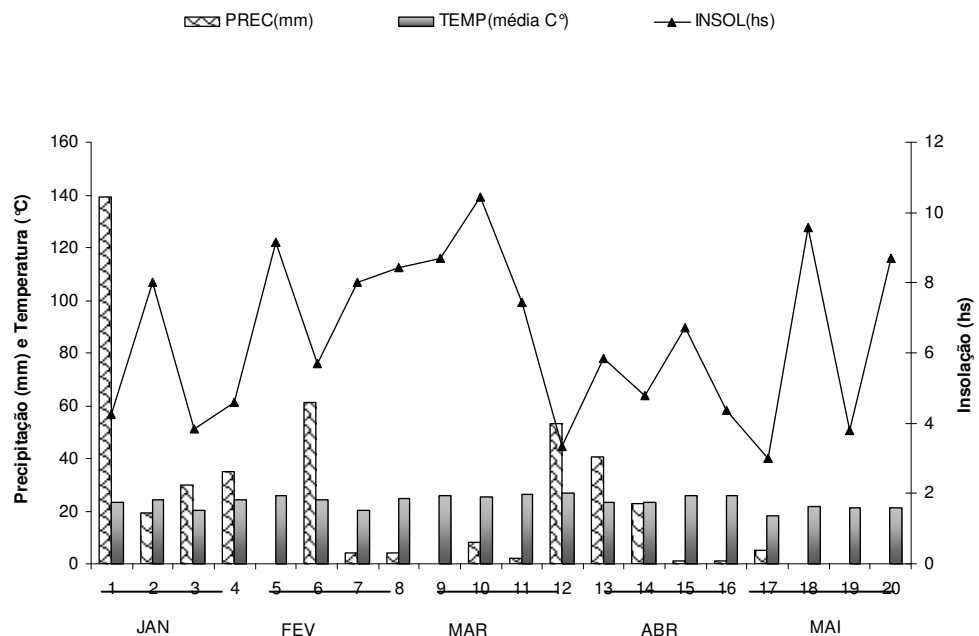 PREC(mm) TEMP(média C°) INSOL(hs)
160 12
140
120 10
100 8
80 6
60
40 4
20 2
0 0
Precipitação (mm) e Temperatura (°C)
Insolação (hs)
1 2 3 4 5 6 7 8 9 10 11 12 13 14 15 16 17 18 19 20
JAN FEV MAR ABR MAI